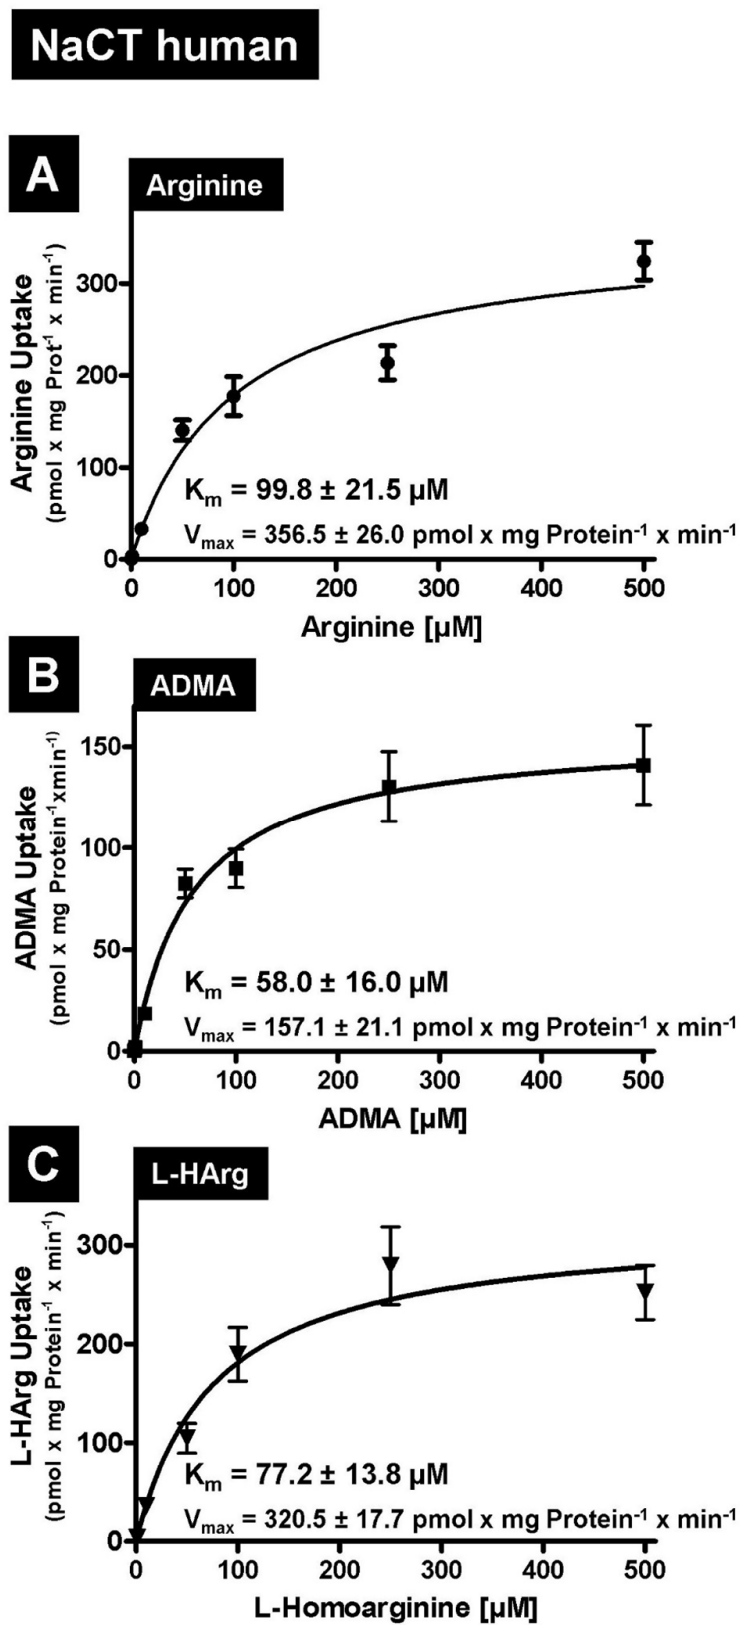 NaCT human
A
Arginine
Arginine Uptake
(pmol x mg Prot⁻¹ x min⁻¹)
300
200
100
0
Kₘ = 99.8 ± 21.5 µM
Vₘₐₓ = 356.5 ± 26.0 pmol x mg Protein⁻¹ x min⁻¹
0 100 200 300 400 500
Arginine [µM]
B
ADMA
ADMA Uptake
(pmol x mg Protein⁻¹xmin⁻¹)
150
100
50
0
Kₘ = 58.0 ± 16.0 µM
Vₘₐₓ = 157.1 ± 21.1 pmol x mg Protein⁻¹ x min⁻¹
0 100 200 300 400 500
ADMA [µM]
C
L-HArg
L-HArg Uptake
(pmol x mg Protein⁻¹ x min⁻¹)
300
200
100
0
Kₘ = 77.2 ± 13.8 µM
Vₘₐₓ = 320.5 ± 17.7 pmol x mg Protein⁻¹ x min⁻¹
0 100 200 300 400 500
L-Homoarginine [µM]